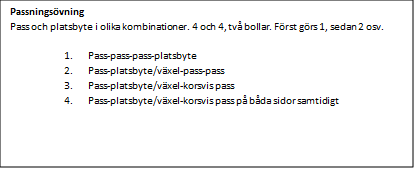 Passningsövning
Pass och platsbyte i olika kombinationer. 4 och 4, två bollar. Först görs 1, sedan 2 osv.
1. Pass-pass-pass-platsbyte
2. Pass-platsbyte/växel-pass-pass
3. Pass-platsbyte/växel-korsvis pass
4. Pass-platsbyte/växel-korsvis pass på båda sidor samtidigt